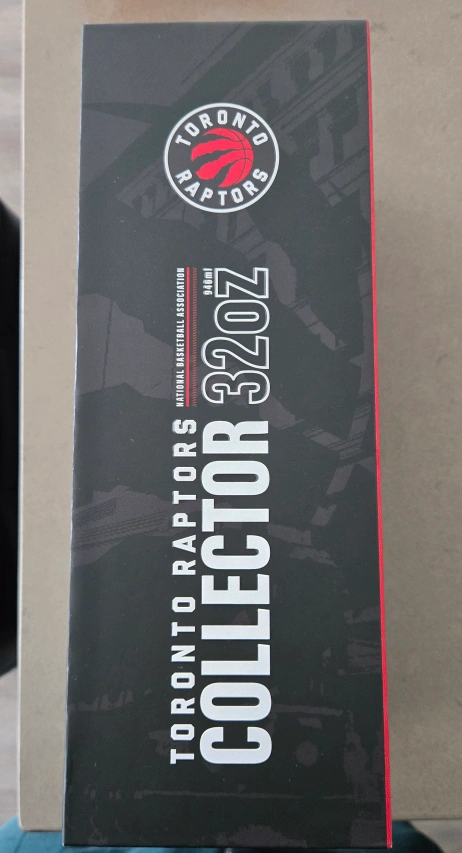 TORONTO
RAPTORS
TORONTO RAPTORS
NATIONAL BASKETBALL ASSOCIATION
COLLECTOR 32OZ
946ml